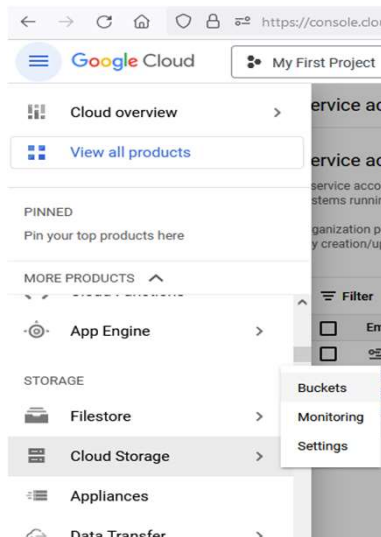 https://console.clou
Google Cloud
My First Project
Cloud overview
View all products
PINNED
Pin your top products here
MORE PRODUCTS
Cloud Functions
App Engine
STORAGE
Filestore
Cloud Storage
Appliances
Data Transfer
ervice ac
ervice ac
service acco
stems runnin
ganization p
y creation/up
Filter
Em
Buckets
Monitoring
Settings